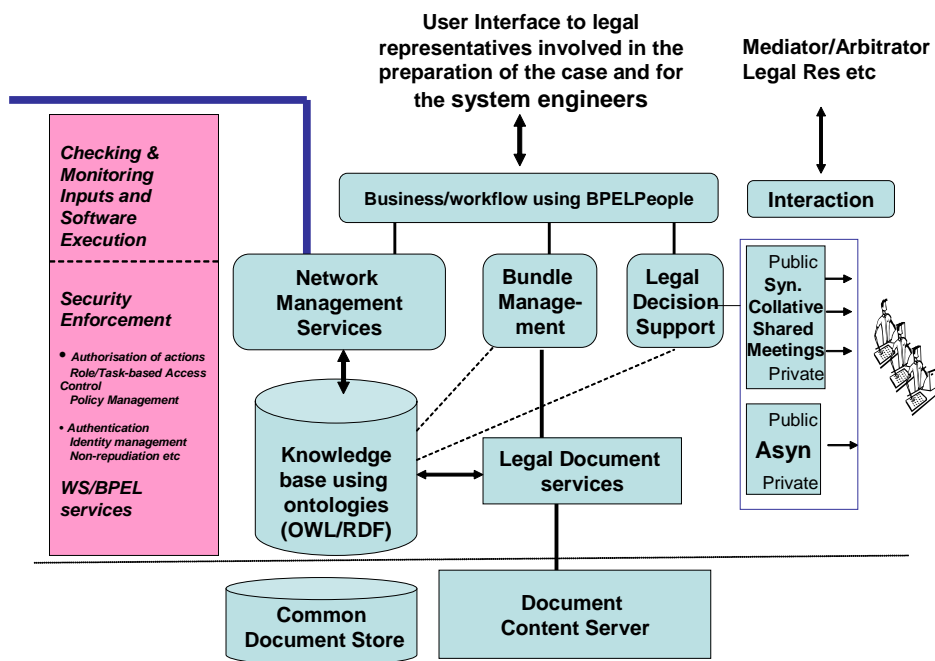 User Interface to legal
representatives involved in the
preparation of the case and for
the system engineers
Mediator/Arbitrator
Legal Res etc
Checking &
Monitoring
Inputs and
Software
Execution
Security
Enforcement
• Authorisation of actions
Role/Task-based Access
Control
Policy Management
• Authentication
Identity management
Non-repudiation etc
WS/BPEL
services
Business/workflow using BPELPeople
Interaction
Network
Management
Services
Bundle
Manage-
ment
Legal
Decision
Support
Public
Syn.
Collative
Shared
Meetings
Private
Public
Asyn
Private
Knowledge
base using
ontologies
(OWL/RDF)
Legal Document
services
Common
Document Store
Document
Content Server